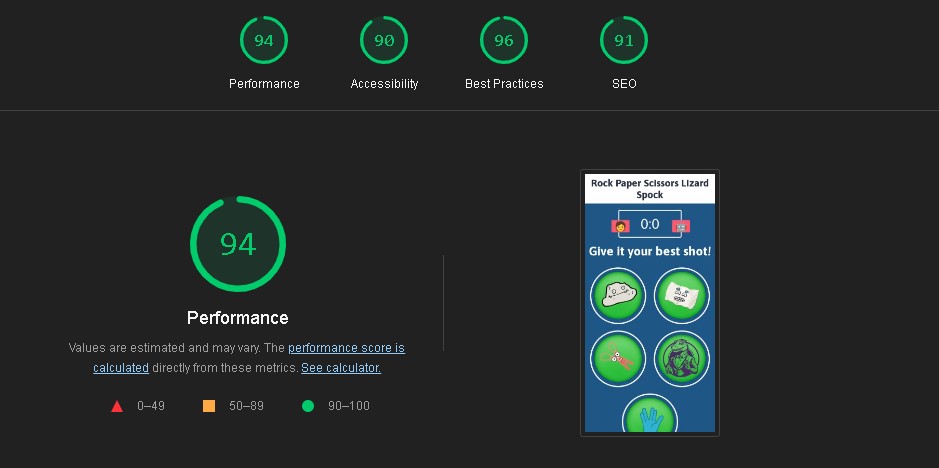 94
90
96
91
Performance
Accessibility
Best Practices
SEO
94
Performance
Values are estimated and may vary. The performance score is
calculated directly from these metrics. See calculator.
0–49
50–89
90–100
Rock Paper Scissors Lizard
Spock
0:0
Give it your best shot!